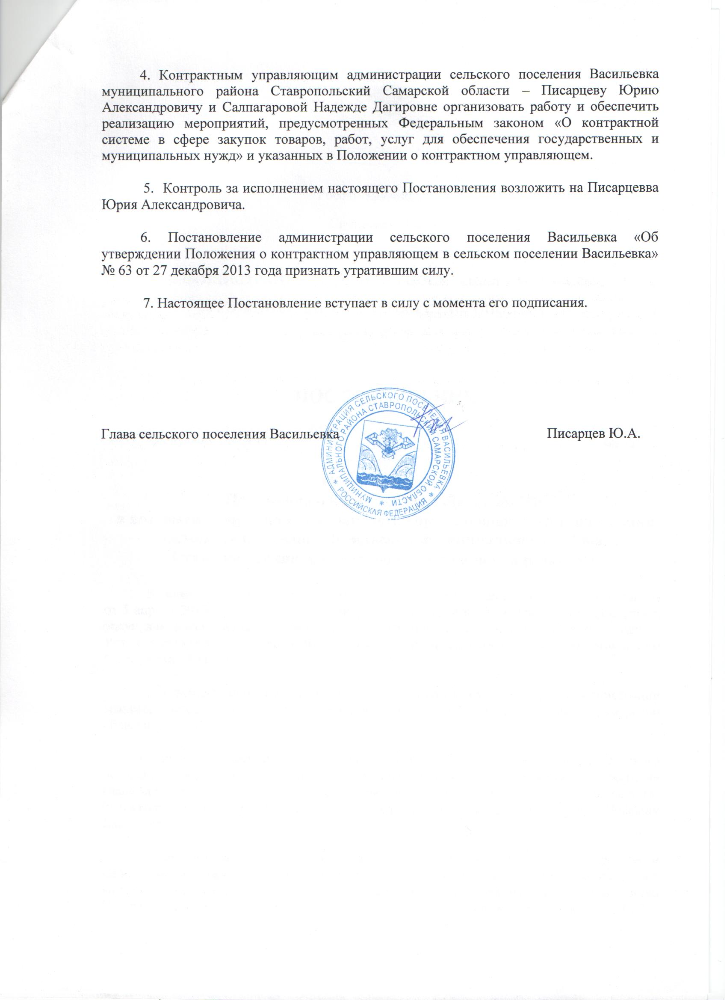 4. Контрактным управляющим администрации сельского поселения Васильевка
муниципального района Ставропольский Самарской области – Писарцеву Юрию
Александровичу и Салпагаровой Надежде Дагировне организовать работу и обеспечить
реализацию мероприятий, предусмотренных Федеральным законом «О контрактной
системе в сфере закупок товаров, работ, услуг для обеспечения государственных и
муниципальных нужд» и указанных в Положении о контрактном управляющем.
5. Контроль за исполнением настоящего Постановления возложить на Писарцевва
Юрия Александровича.
6. Постановление администрации сельского поселения Васильевка «Об
утверждении Положения о контрактном управляющем в сельском поселении Васильевка»
№ 63 от 27 декабря 2013 года признать утратившим силу.
7. Настоящее Постановление вступает в силу с момента его подписания.
Глава сельского поселения Васильевка Писарцев Ю.А.
АДМИНИСТРАЦИЯ СЕЛЬСКОГО ПОСЕЛЕНИЯ ВАСИЛЬЕВКА * РОССИЙСКАЯ ФЕДЕРАЦИЯ *
МУНИЦИПАЛЬНОГО РАЙОНА СТАВРОПОЛЬСКИЙ САМАРСКОЙ ОБЛАСТИ *